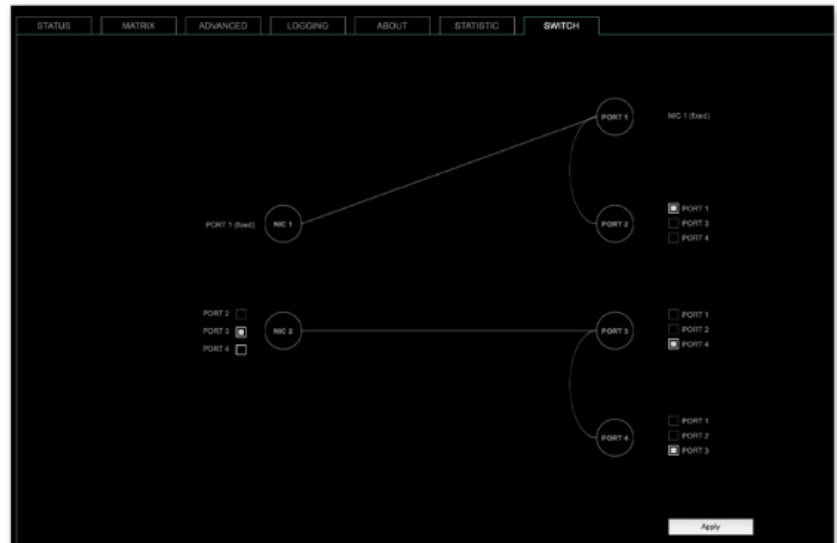 STATUS MATRIX ADVANCED LOGGING ABOUT STATISTIC SWITCH
PORT 1 NIC 1 (fixed)
PORT 1 (fixed) NIC 1
PORT 2 PORT 1
PORT 3
PORT 4
PORT 2
PORT 3
PORT 4
NIC 2
PORT 3 PORT 1
PORT 2
PORT 4
PORT 4 PORT 1
PORT 2
PORT 3
Apply